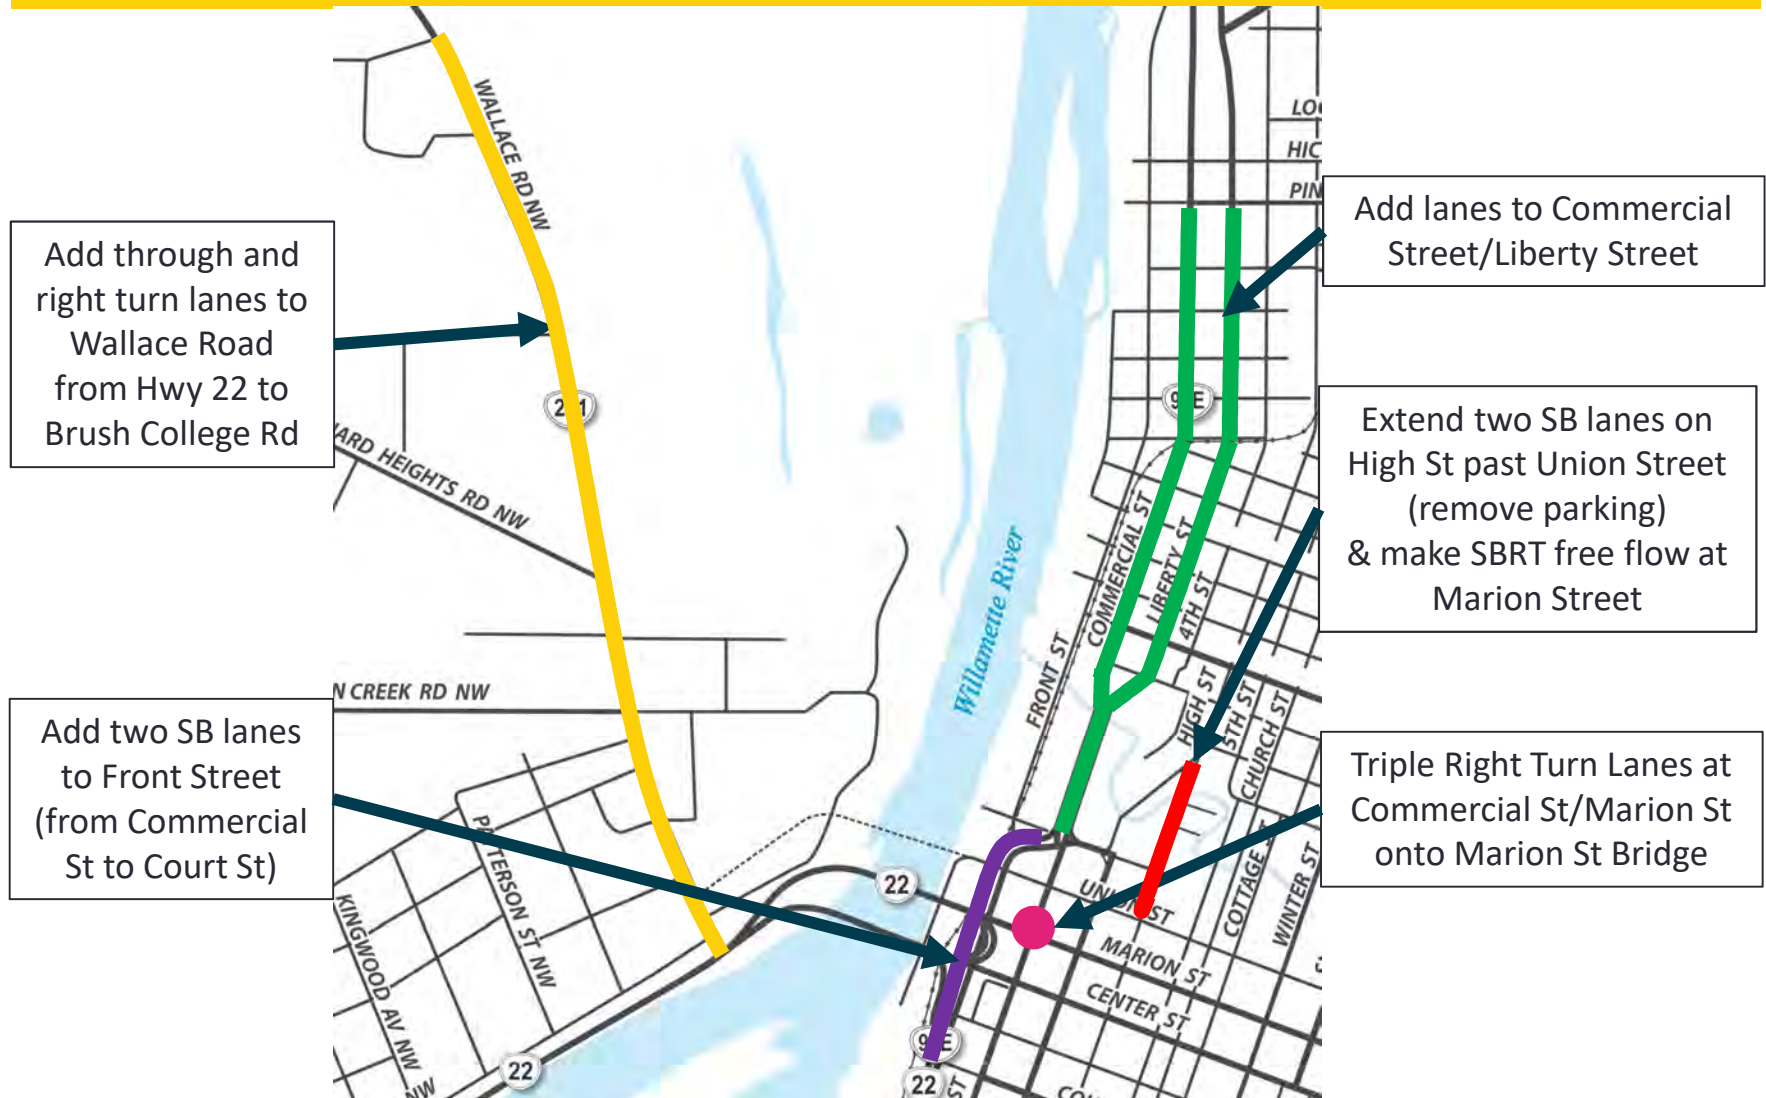 Add through and
right turn lanes to
Wallace Road
from Hwy 22 to
Brush College Rd
Add two SB lanes
to Front Street
(from Commercial
St to Court St)
Add lanes to Commercial
Street/Liberty Street
Extend two SB lanes on
High St past Union Street
(remove parking)
& make SBRT free flow at
Marion Street
Triple Right Turn Lanes at
Commercial St/Marion St
onto Marion St Bridge
WALLACE RD NW
HEIGHTS RD NW
CREEK RD NW
PATTERSON ST NW
KINGWOOD AV NW
NW
22
22
22
Willamette River
FRONT ST
COMMERCIAL ST
LIBERTY ST
4TH ST
HIGH ST
5TH ST
CHURCH ST
COTTAGE ST
WINTER ST
UNION ST
MARION ST
CENTER ST
ST